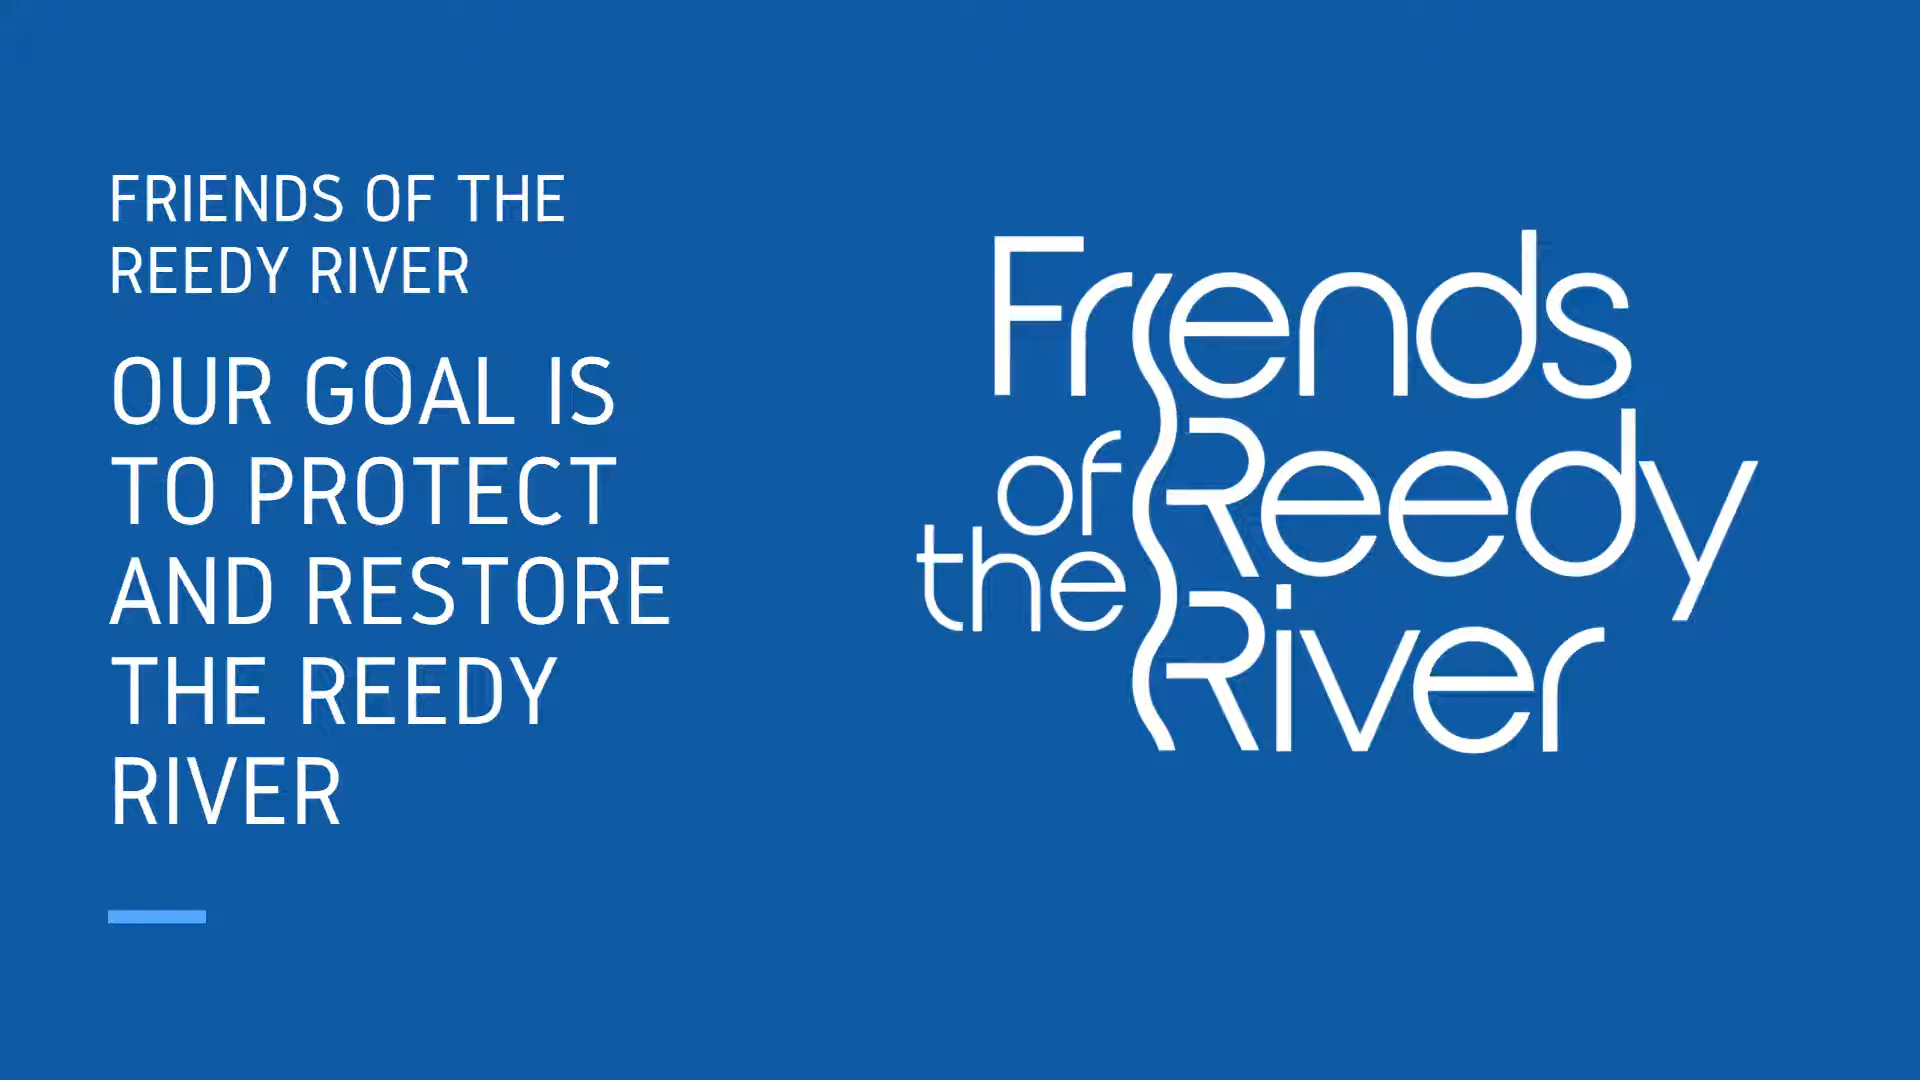 FRIENDS OF THE
REEDY RIVER
OUR GOAL IS
TO PROTECT
AND RESTORE
THE REEDY
RIVER
Friends
of
the
Reedy
River